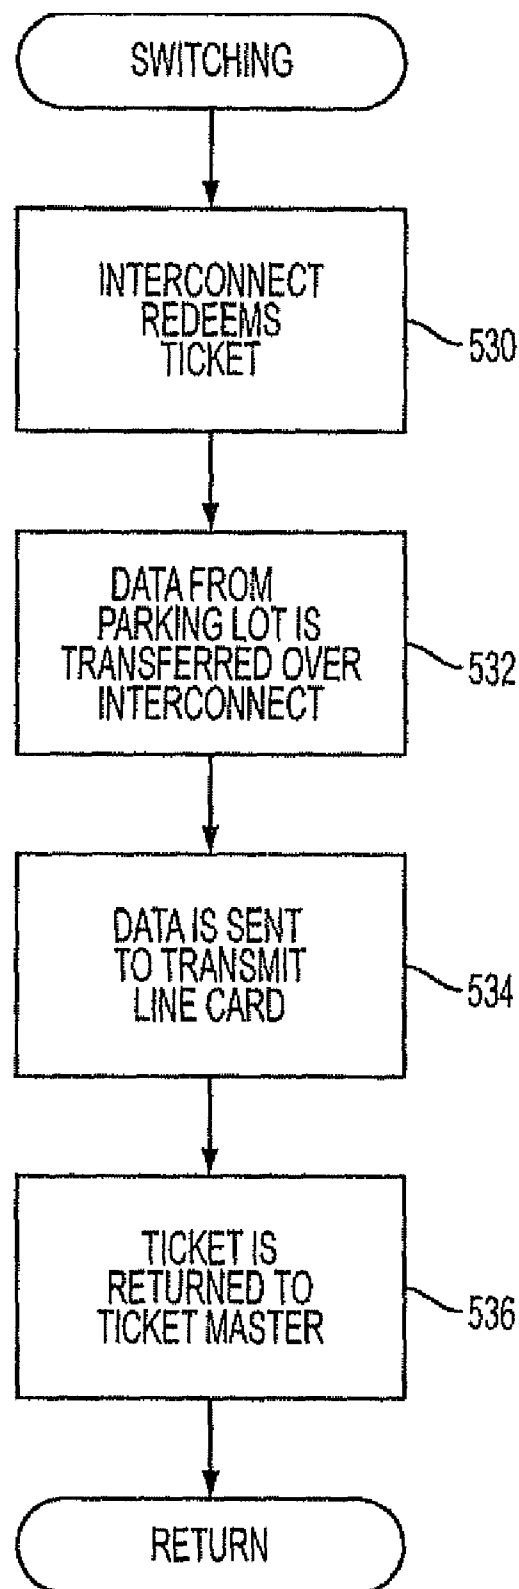 SWITCHING
INTERCONNECT
REDEEMS
TICKET
530
DATA FROM
PARKING LOT IS
TRANSFERRED OVER
INTERCONNECT
532
DATA IS SENT
TO TRANSMIT
LINE CARD
534
TICKET IS
RETURNED TO
TICKET MASTER
536
RETURN